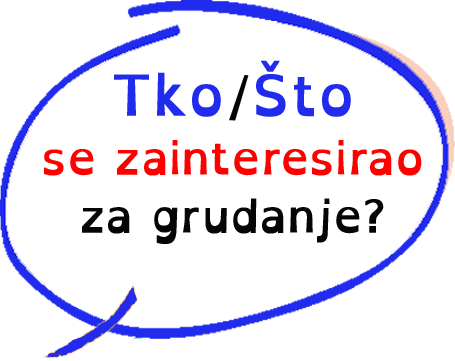 Tko/Što
se zainteresirao
za grudanje?